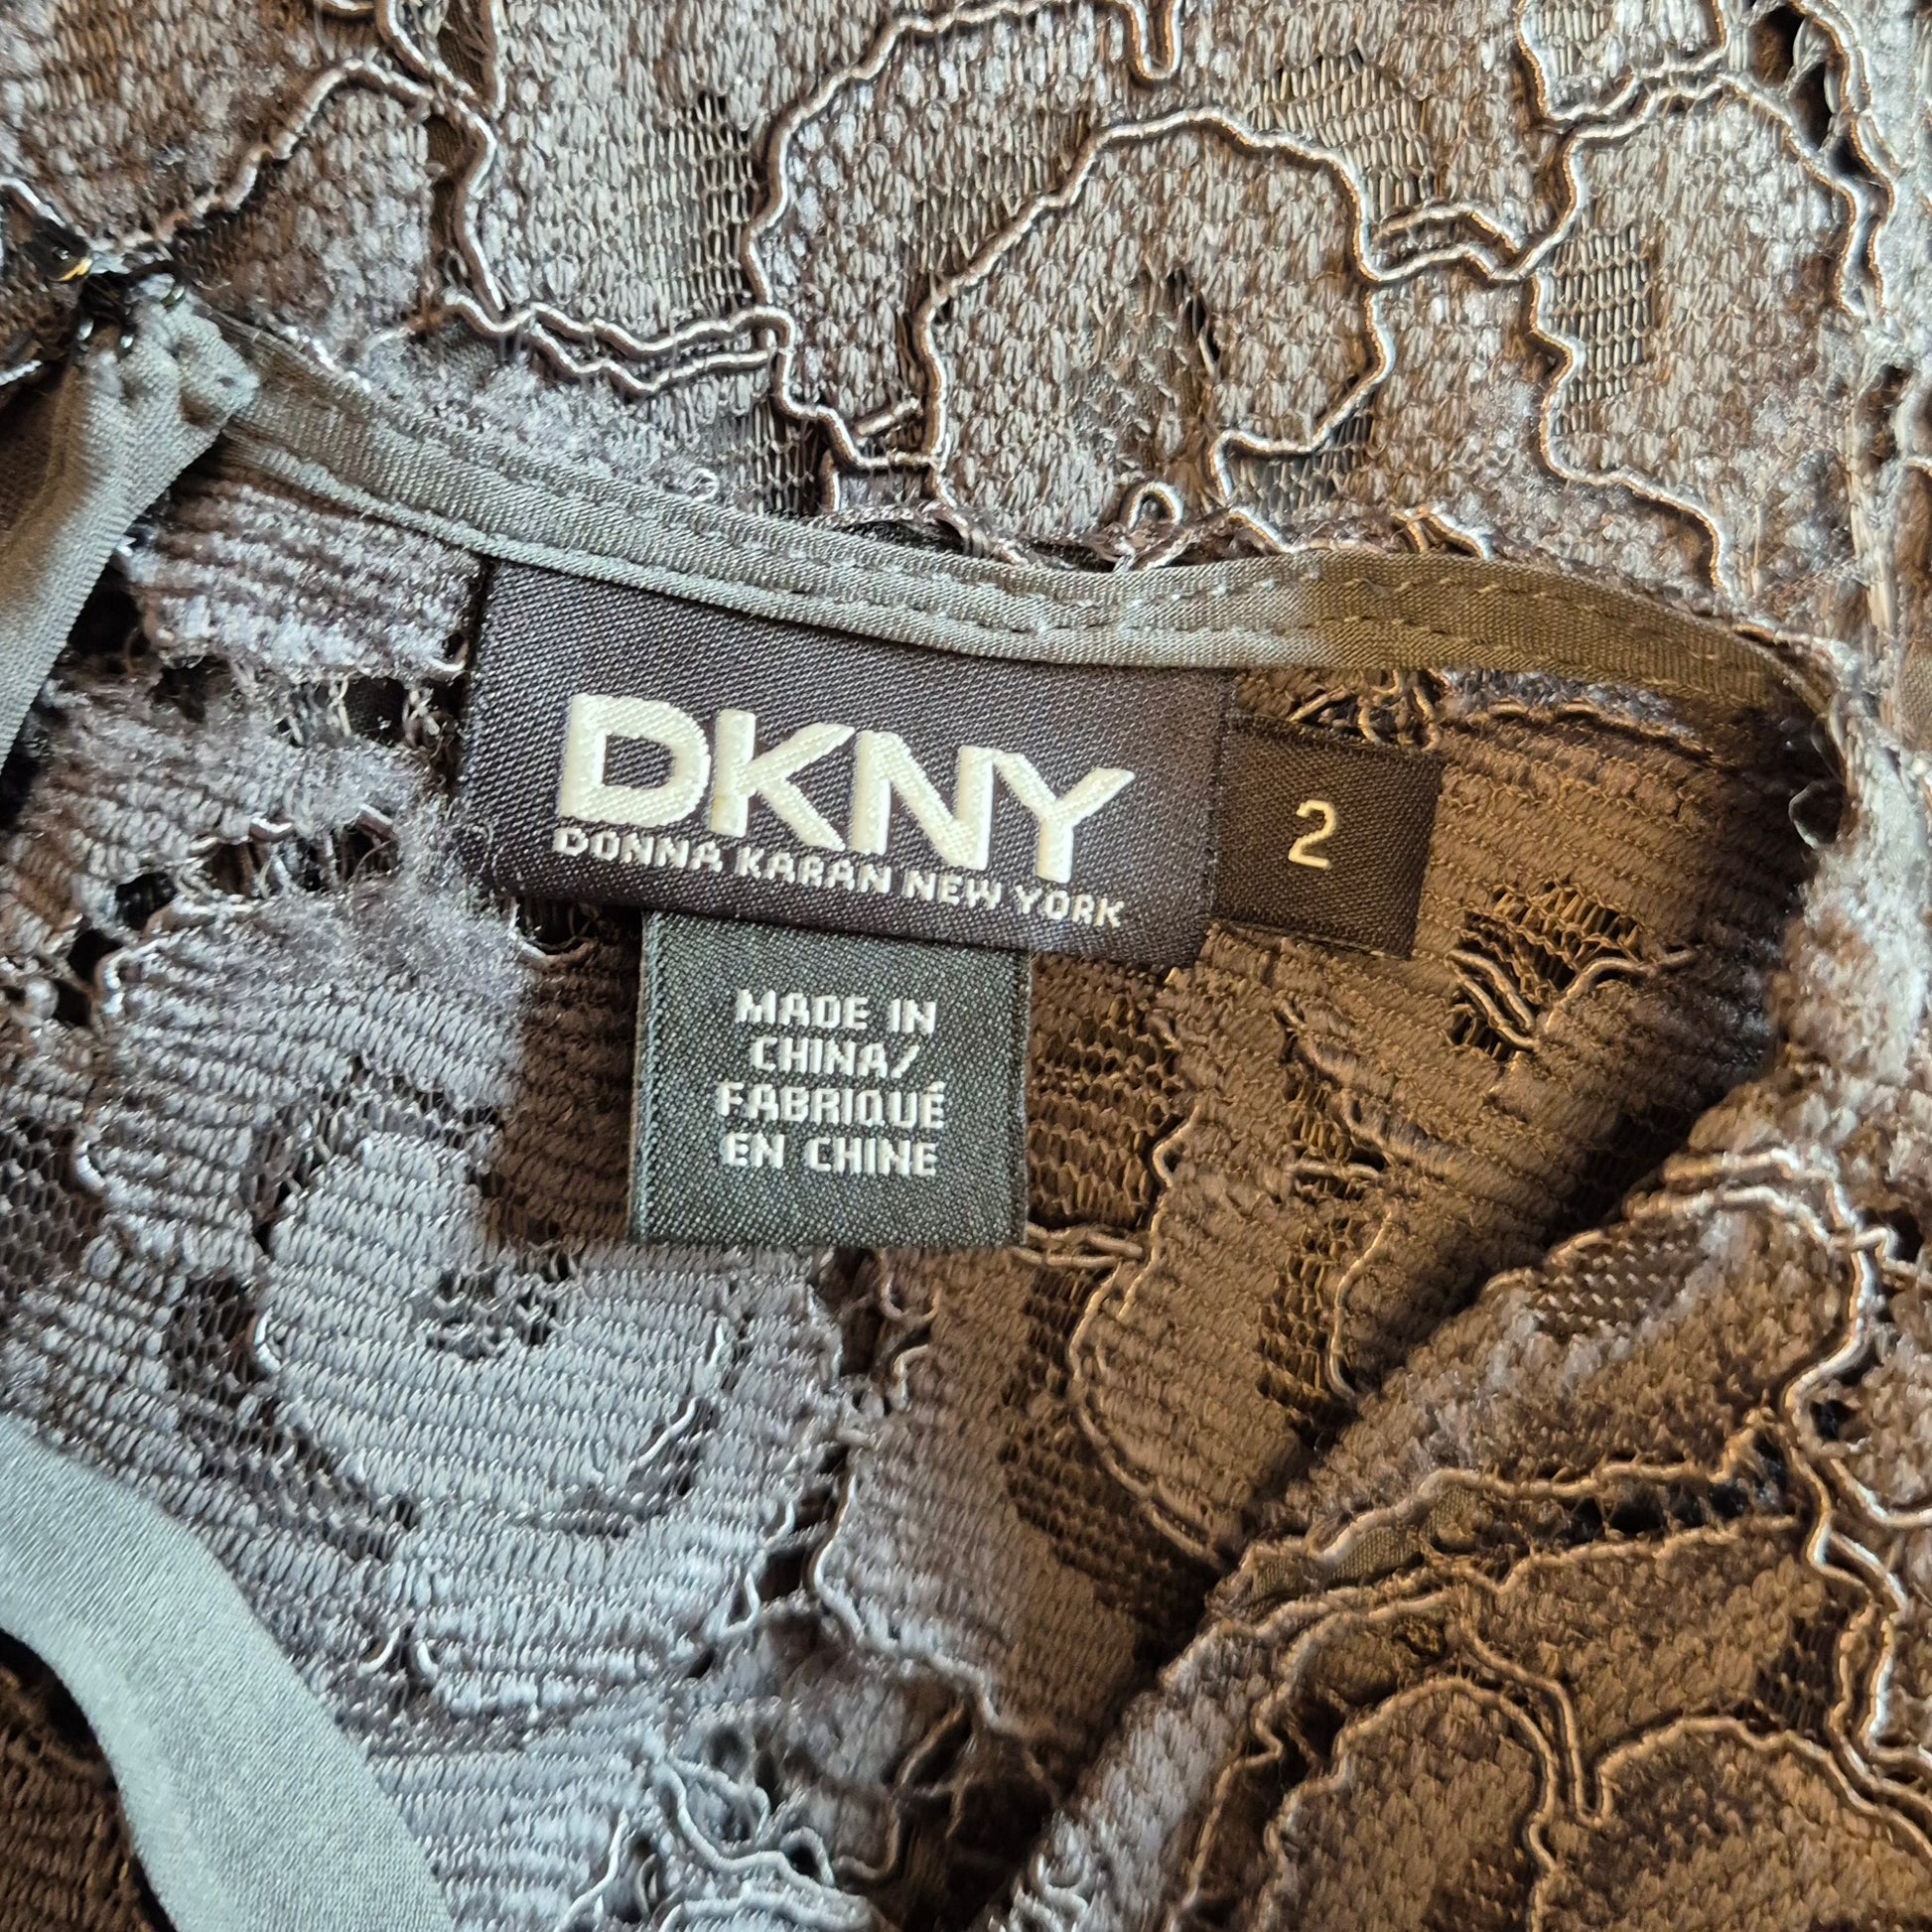 DKNY
DONNA KARAN NEW YORK
2
MADE IN
CHINA/
FABRIQUÉ
EN CHINE